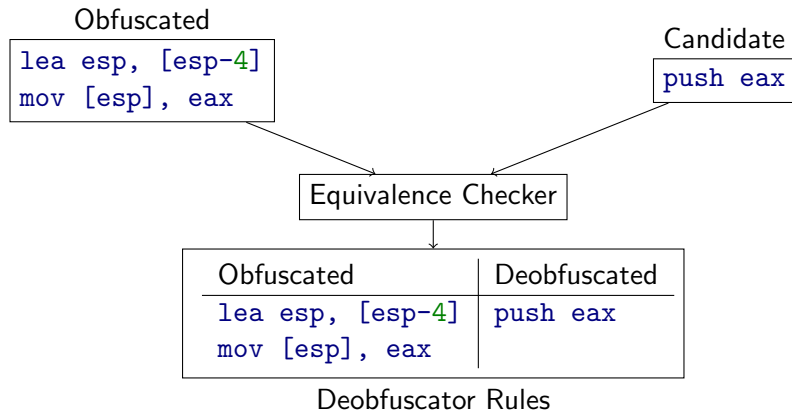 Obfuscated
lea esp, [esp-4]
mov [esp], eax
Candidate
push eax
Equivalence Checker
Obfuscated Deobfuscated
lea esp, [esp-4] push eax
mov [esp], eax
Deobfuscator Rules